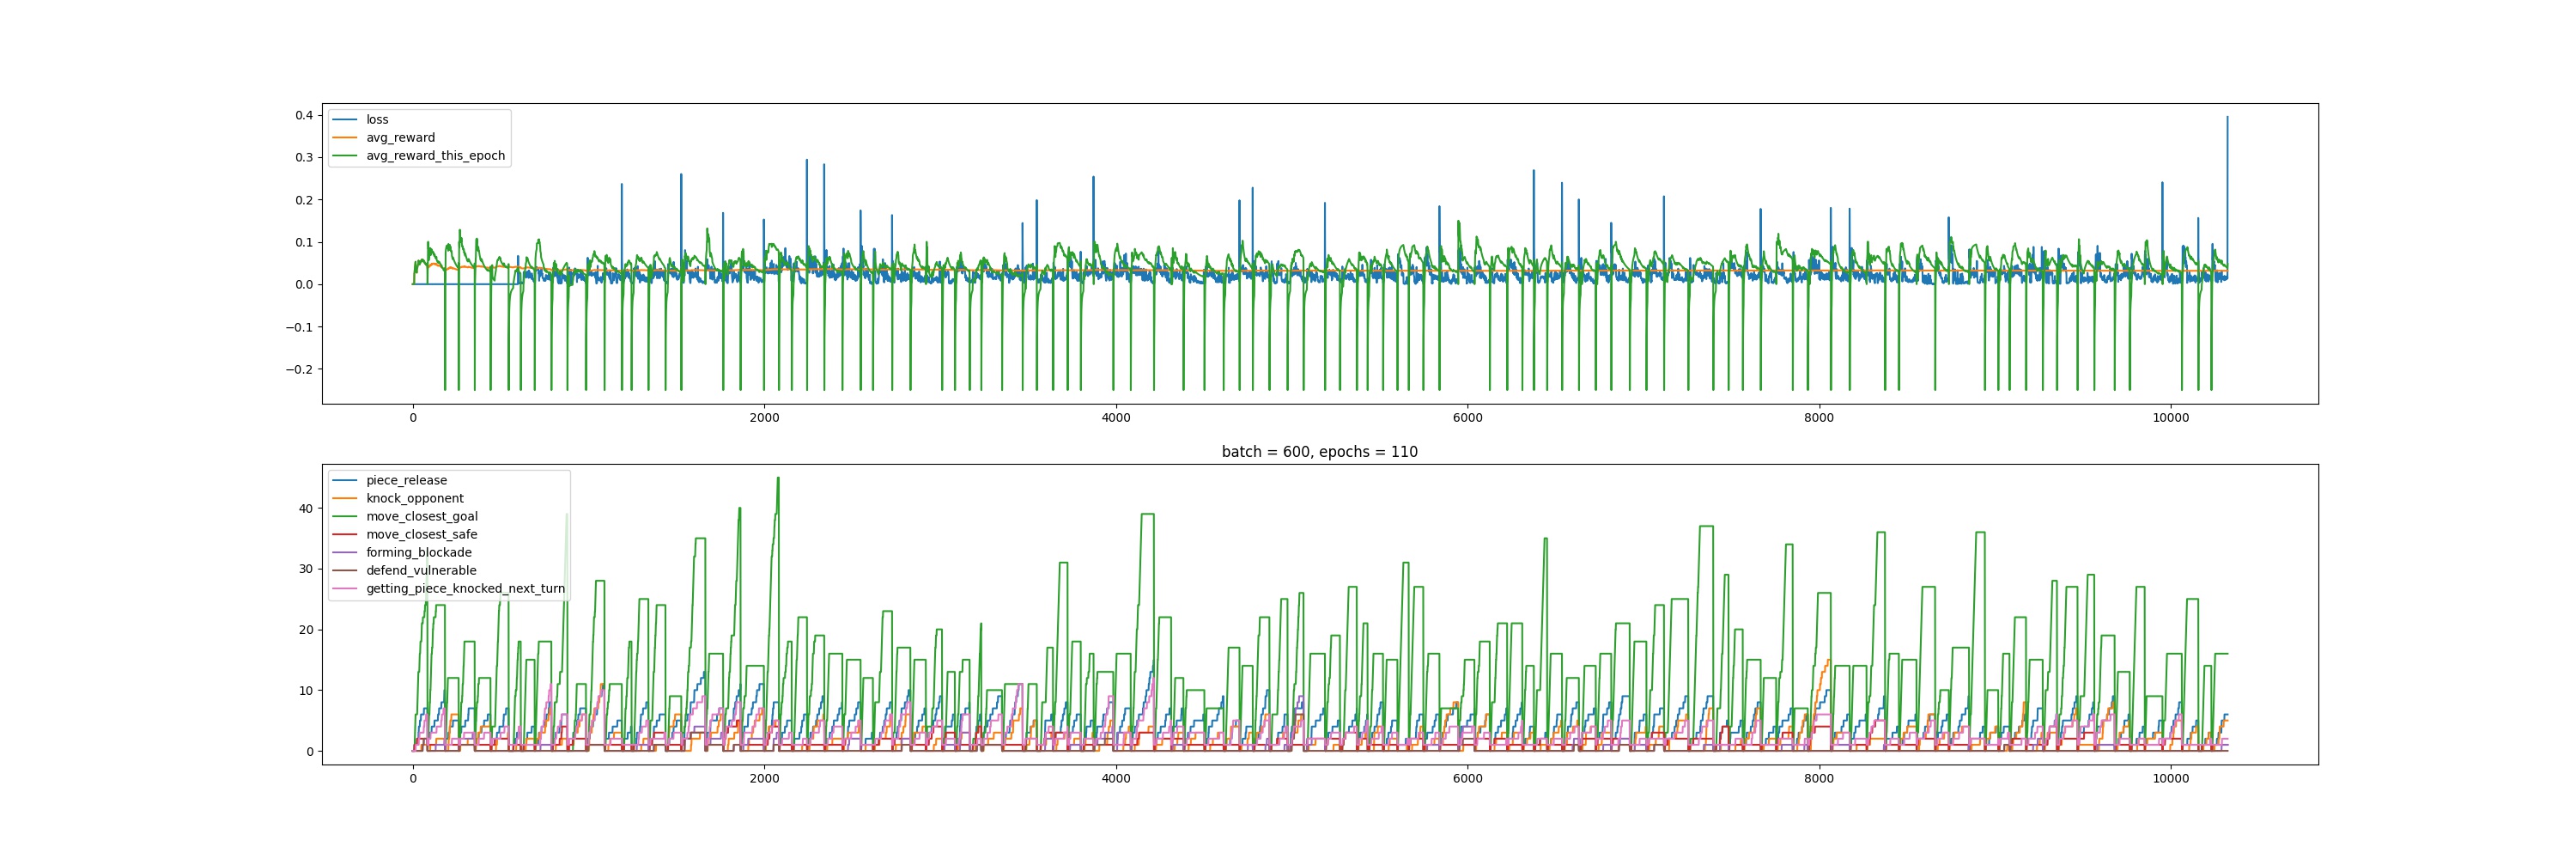 0.4
0.3
0.2
0.1
0.0
−0.1
−0.2
loss
avg_reward
avg_reward_this_epoch
0 2000 4000 6000 8000 10000
batch = 600, epochs = 110
40
30
20
10
0
piece_release
knock_opponent
move_closest_goal
move_closest_safe
forming_blockade
defend_vulnerable
getting_piece_knocked_next_turn
0 2000 4000 6000 8000 10000